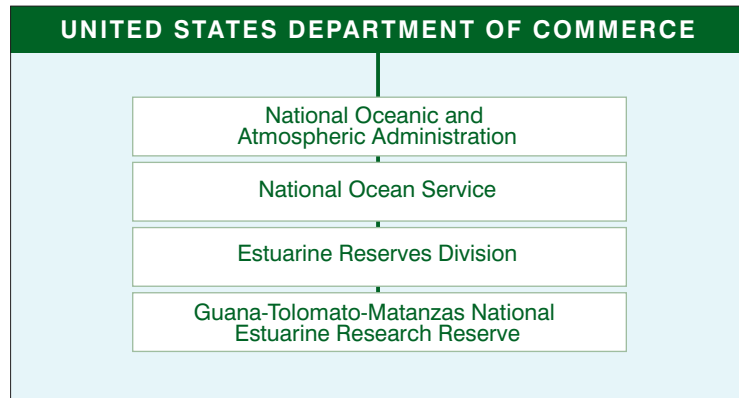 UNITED STATES DEPARTMENT OF COMMERCE
National Oceanic and
Atmospheric Administration
National Ocean Service
Estuarine Reserves Division
Guana-Tolomato-Matanzas National
Estuarine Research Reserve